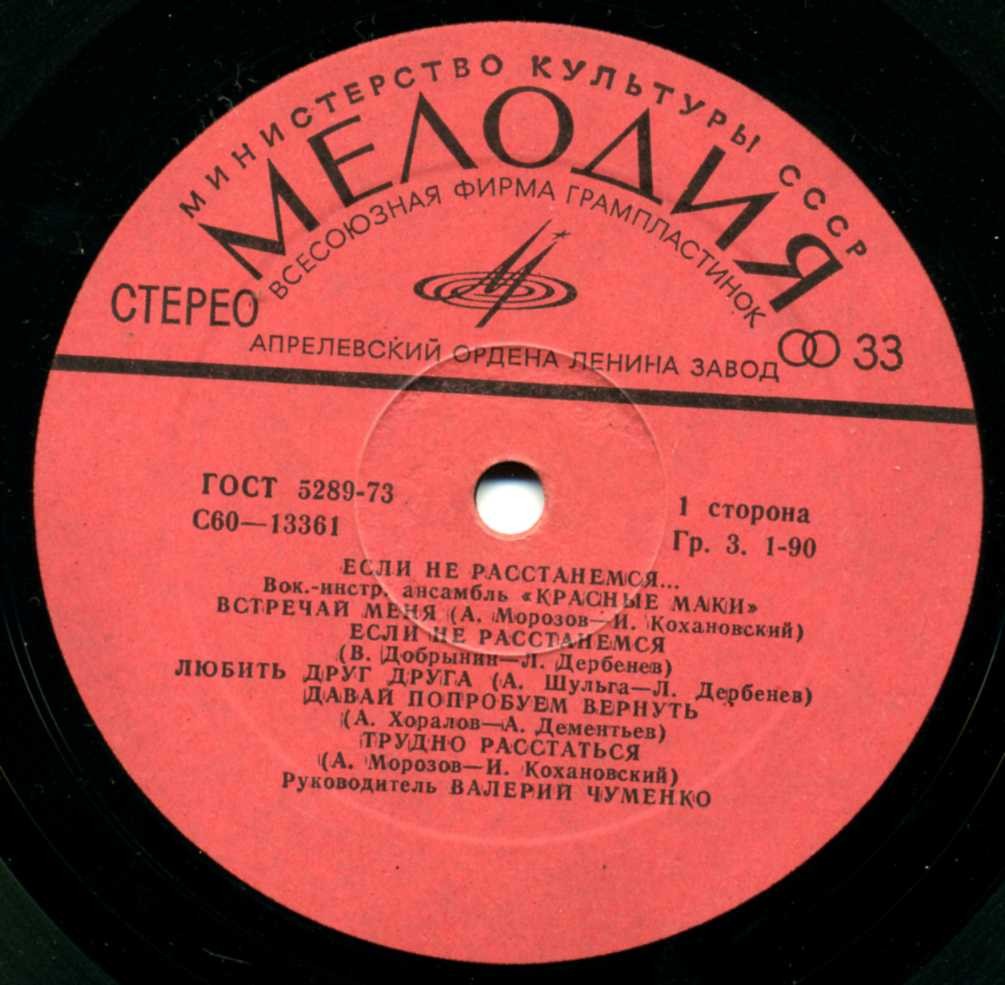 МИНИСТЕРСТВО КУЛЬТУРЫ СССР
МЕЛОДИЯ
ВСЕСОЮЗНАЯ ФИРМА ГРАМПЛАСТИНОК
СТЕРЕО
33
АПРЕЛЕВСКИЙ ОРДЕНА ЛЕНИНА ЗАВОД
ГОСТ 5289-73
С60—13361
1 сторона
Гр. 3. 1-90
ЕСЛИ НЕ РАССТАНЕМСЯ...
Вок.-инстр. ансамбль «КРАСНЫЕ МАКИ»
ВСТРЕЧАЙ МЕНЯ (А. Морозов—И. Кохановский)
ЕСЛИ НЕ РАССТАНЕМСЯ
(В. Добрынин—Л. Дербенев)
ЛЮБИТЬ ДРУГ ДРУГА (А. Шульга—Л. Дербенев)
ДАВАЙ ПОПРОБУЕМ ВЕРНУТЬ
(А. Хоралов—А. Дементьев)
ТРУДНО РАССТАТЬСЯ
(А. Морозов—И. Кохановский)
Руководитель ВАЛЕРИЙ ЧУМЕНКО